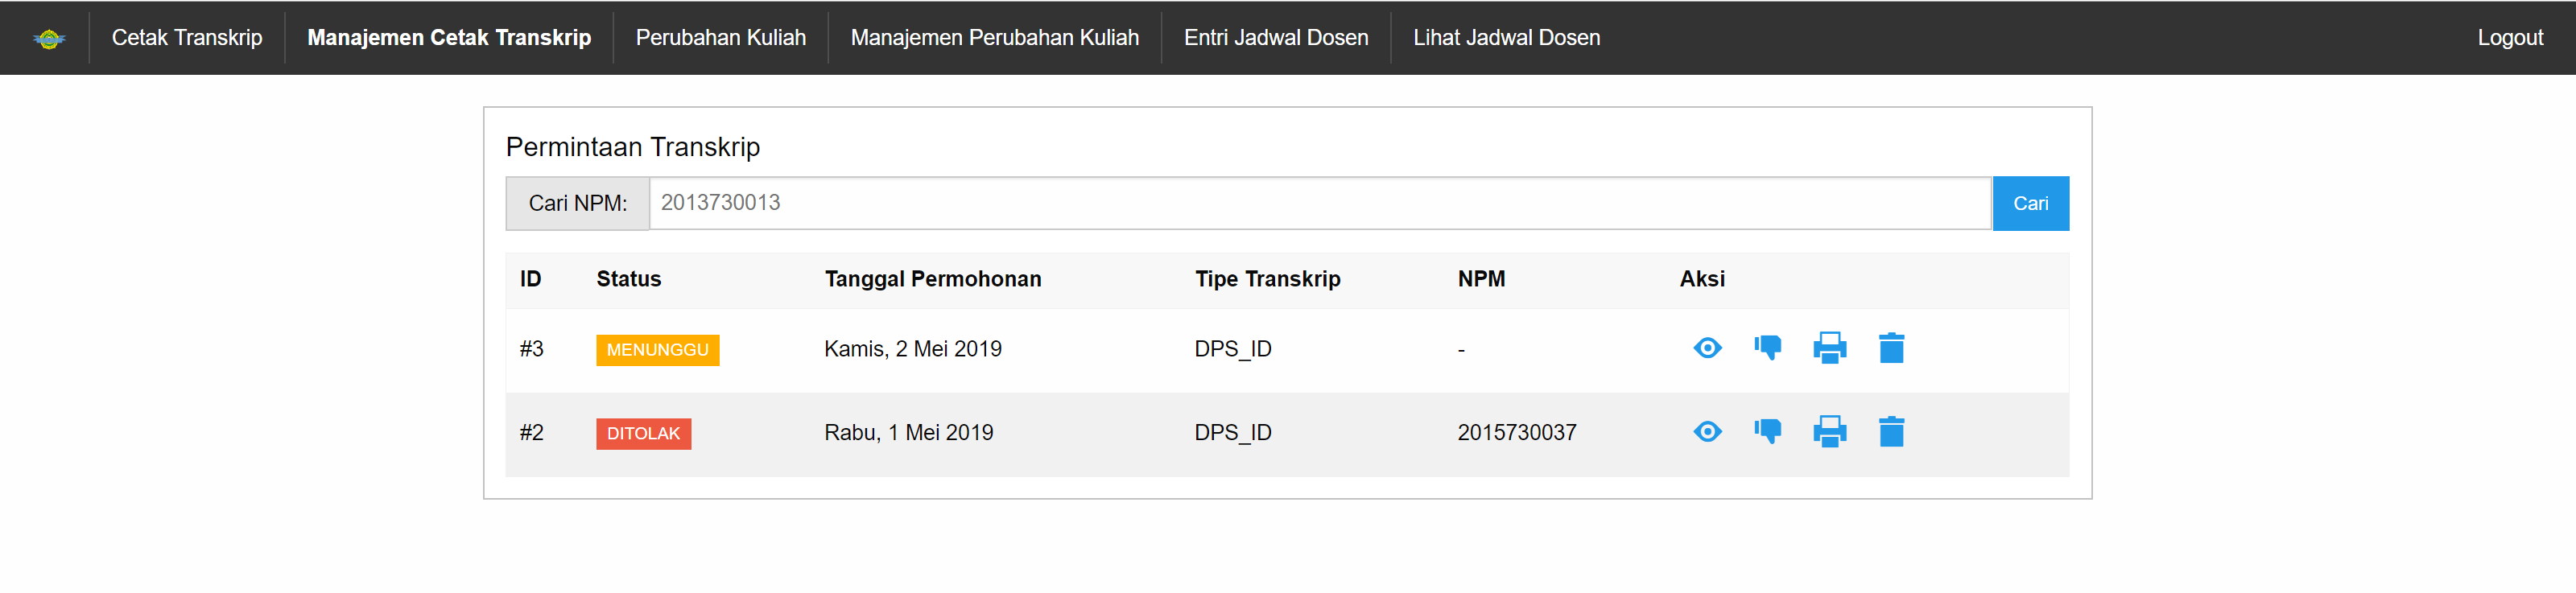 Cetak Transkrip Manajemen Cetak Transkrip Perubahan Kuliah Manajemen Perubahan Kuliah Entri Jadwal Dosen Lihat Jadwal Dosen Logout
Permintaan Transkrip
Cari NPM: 2013730013 Cari
ID Status Tanggal Permohonan Tipe Transkrip NPM Aksi
#3 MENUNGGU Kamis, 2 Mei 2019 DPS_ID -
#2 DITOLAK Rabu, 1 Mei 2019 DPS_ID 2015730037